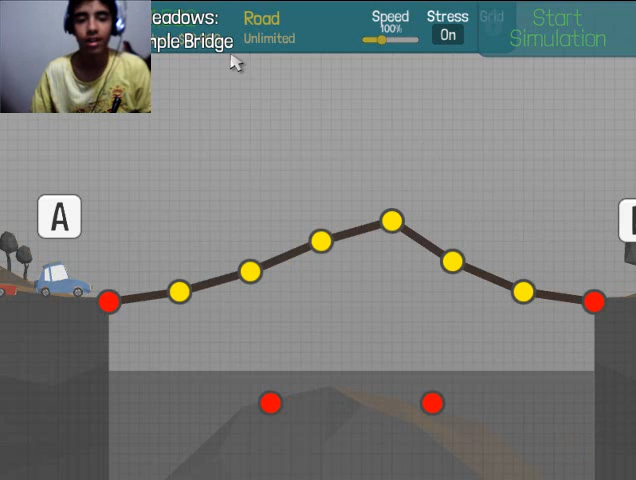 eadows: Road Speed Stress Grid Start
mple Bridge Unlimited 100% On Simulation
A